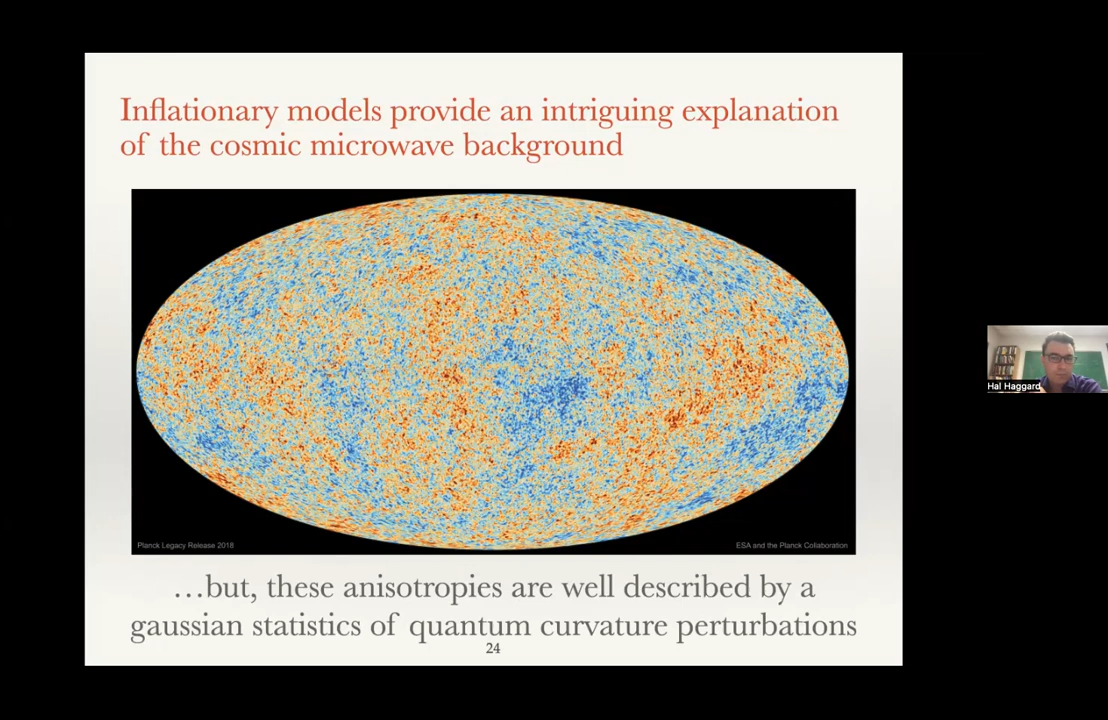 Inflationary models provide an intriguing explanation
of the cosmic microwave background
Planck Legacy Release 2018
ESA and the Planck Collaboration
…but, these anisotropies are well described by a
gaussian statistics of quantum curvature perturbations
24
Hal Haggard